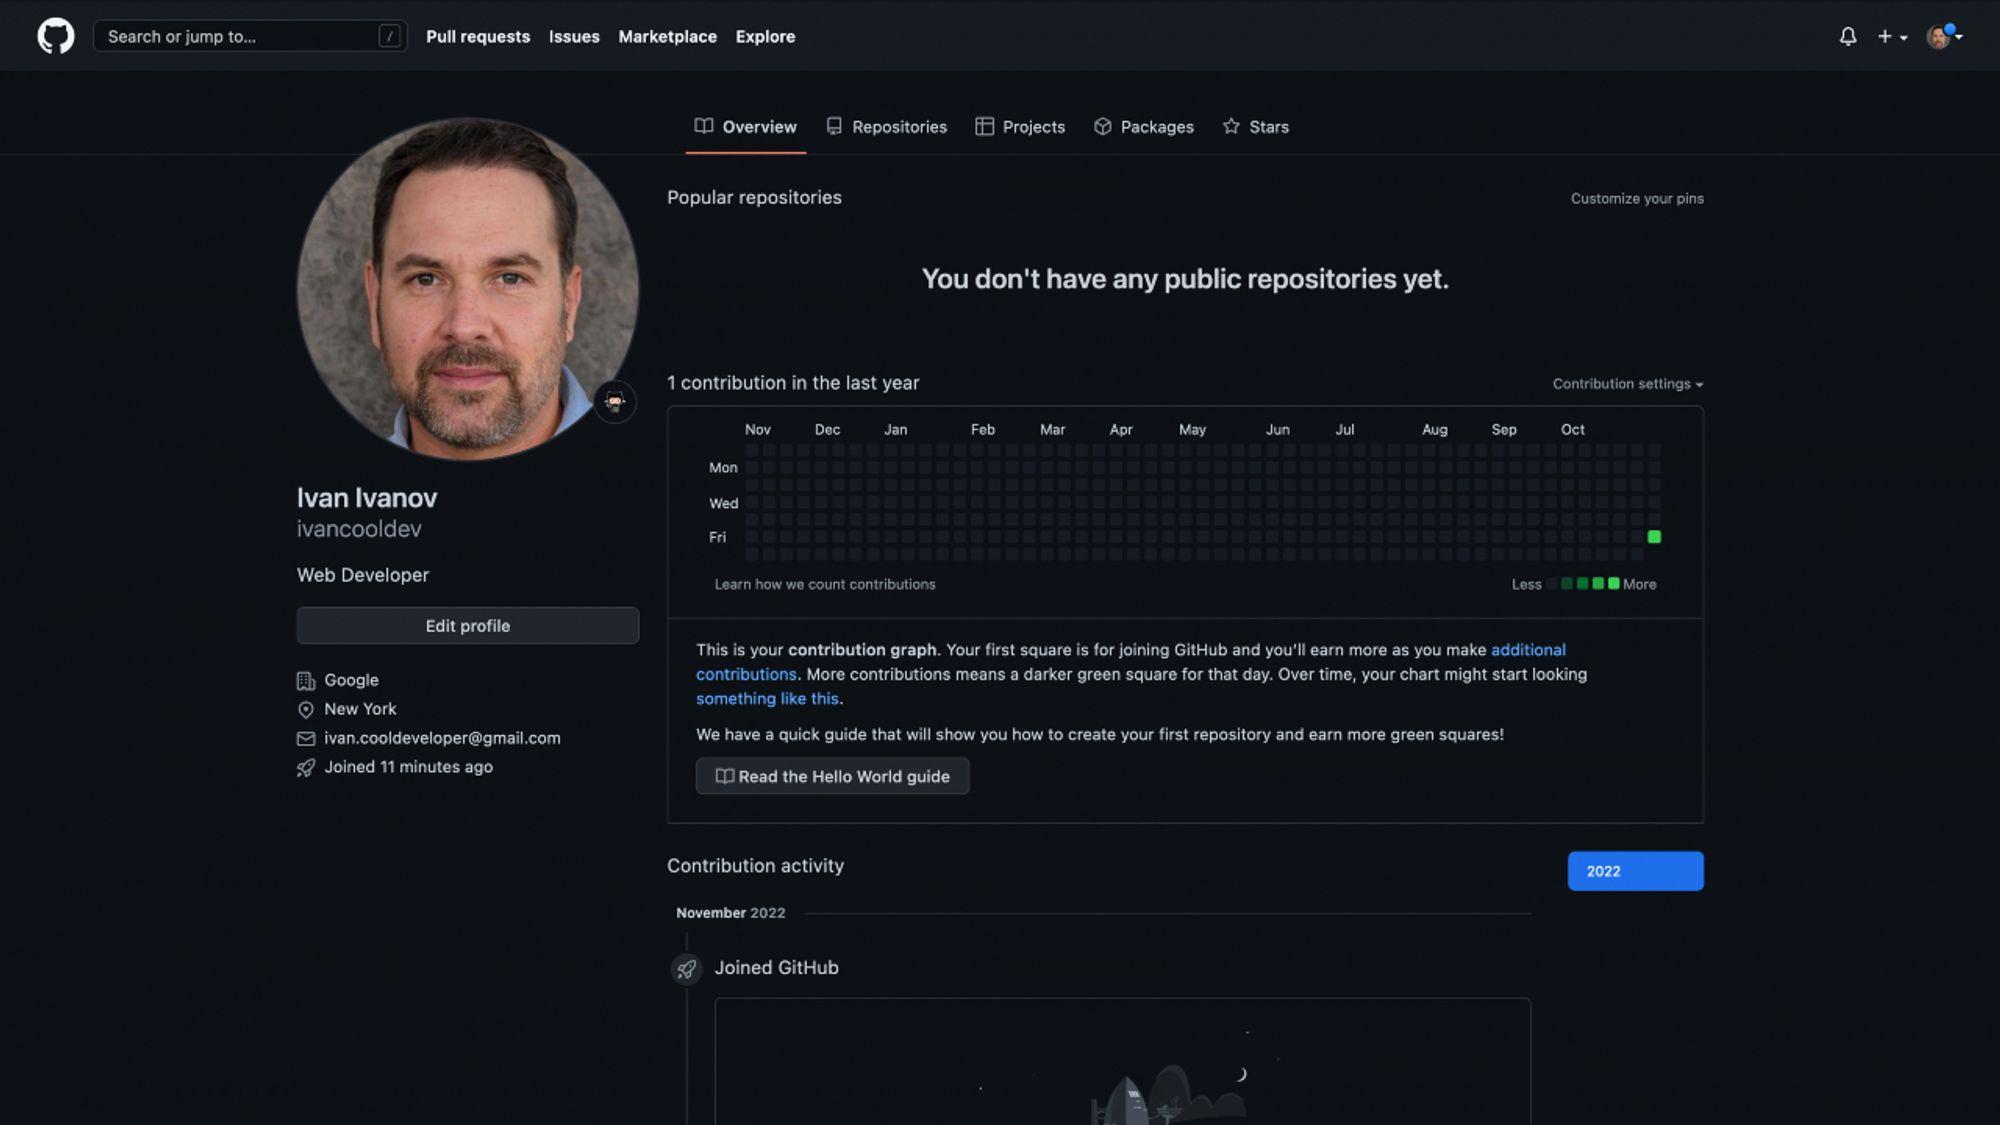 Search or jump to... /
Pull requests
Issues
Marketplace
Explore
Overview
Repositories
Projects
Packages
Stars
Ivan Ivanov
ivancooldev
Web Developer
Edit profile
Google
New York
ivan.cooldeveloper@gmail.com
Joined 11 minutes ago
Popular repositories
Customize your pins
You don't have any public repositories yet.
1 contribution in the last year
Contribution settings
Nov Dec Jan Feb Mar Apr May Jun Jul Aug Sep Oct
Mon
Wed
Fri
Learn how we count contributions
Less More
This is your contribution graph. Your first square is for joining GitHub and you'll earn more as you make additional
contributions. More contributions means a darker green square for that day. Over time, your chart might start looking
something like this.
We have a quick guide that will show you how to create your first repository and earn more green squares!
Read the Hello World guide
Contribution activity
2022
November 2022
Joined GitHub